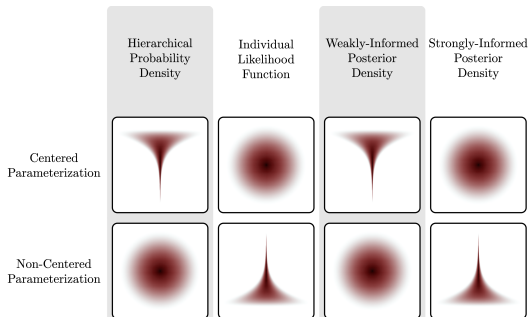 Hierarchical
Probability
Density
Individual
Likelihood
Function
Weakly-Informed
Posterior
Density
Strongly-Informed
Posterior
Density
Centered
Parameterization
Non-Centered
Parameterization